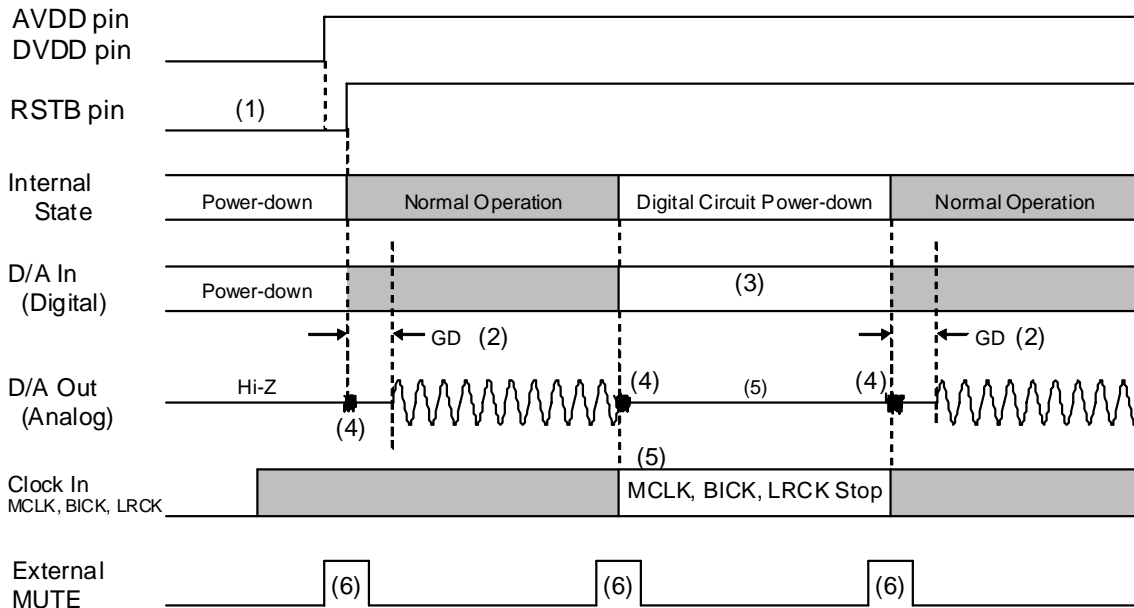 AVDD pin
DVDD pin
RSTB pin
(1)
Internal
State
Power-down
Normal Operation
Digital Circuit Power-down
Normal Operation
D/A In
(Digital)
Power-down
(3)
GD (2)
GD (2)
D/A Out
(Analog)
Hi-Z
(4)
(4)
(5)
(4)
(5)
Clock In
MCLK, BICK, LRCK
MCLK, BICK, LRCK Stop
External
MUTE
(6)
(6)
(6)